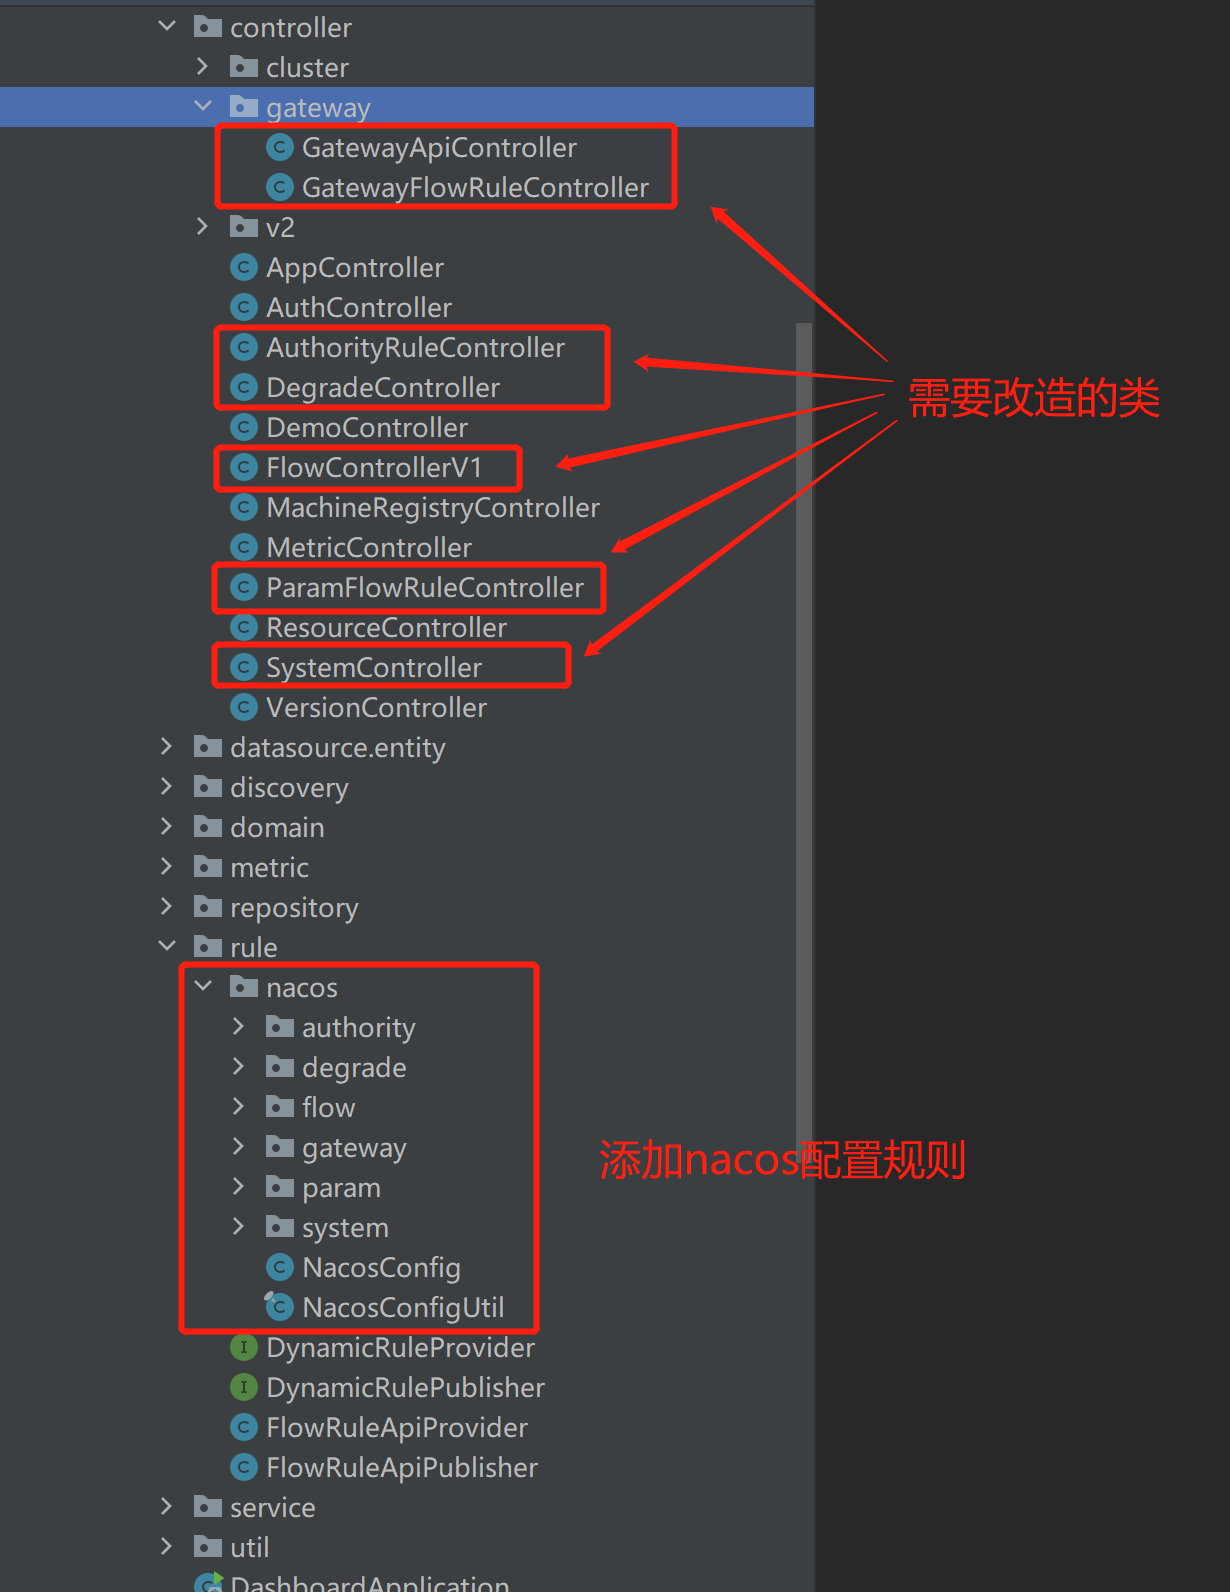 controller
cluster
gateway
GatewayApiController
GatewayFlowRuleController
v2
AppController
AuthController
AuthorityRuleController
DegradeController
需要改造的类
DemoController
FlowControllerV1
MachineRegistryController
MetricController
ParamFlowRuleController
ResourceController
SystemController
VersionController
datasource.entity
discovery
domain
metric
repository
rule
nacos
authority
degrade
flow
gateway
添加nacos配置规则
param
system
NacosConfig
NacosConfigUtil
DynamicRuleProvider
DynamicRulePublisher
FlowRuleApiProvider
FlowRuleApiPublisher
service
util
DashboardApplication